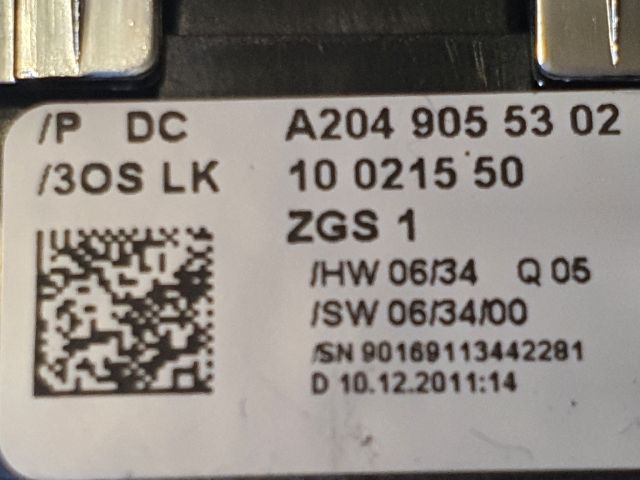 /P DC A204 905 53 02
/3OS LK 10 0215 50
ZGS 1
/HW 06/34 Q 05
/SW 06/34/00
/SN 90169113442281
D 10.12.2011:14